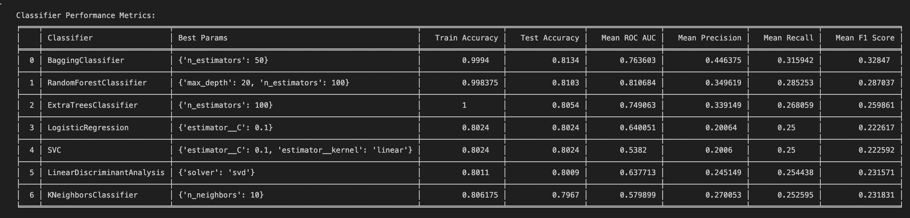 Classifier Performance Metrics:
Classifier Best Params Train Accuracy Test Accuracy Mean ROC AUC Mean Precision Mean Recall Mean F1 Score
0 BaggingClassifier {'n_estimators': 50} 0.9994 0.8134 0.763603 0.446375 0.315942 0.32847
1 RandomForestClassifier {'max_depth': 20, 'n_estimators': 100} 0.998375 0.8103 0.810684 0.349619 0.285253 0.287037
2 ExtraTreesClassifier {'n_estimators': 100} 1 0.8054 0.749063 0.339149 0.268059 0.259861
3 LogisticRegression {'estimator__C': 0.1} 0.8024 0.8024 0.640051 0.20064 0.25 0.222617
4 SVC {'estimator__C': 0.1, 'estimator__kernel': 'linear'} 0.8024 0.8024 0.5382 0.2006 0.25 0.222592
5 LinearDiscriminantAnalysis {'solver': 'svd'} 0.8011 0.8009 0.637713 0.245149 0.254438 0.231571
6 KNeighborsClassifier {'n_neighbors': 10} 0.806175 0.7967 0.579899 0.270053 0.252595 0.231831